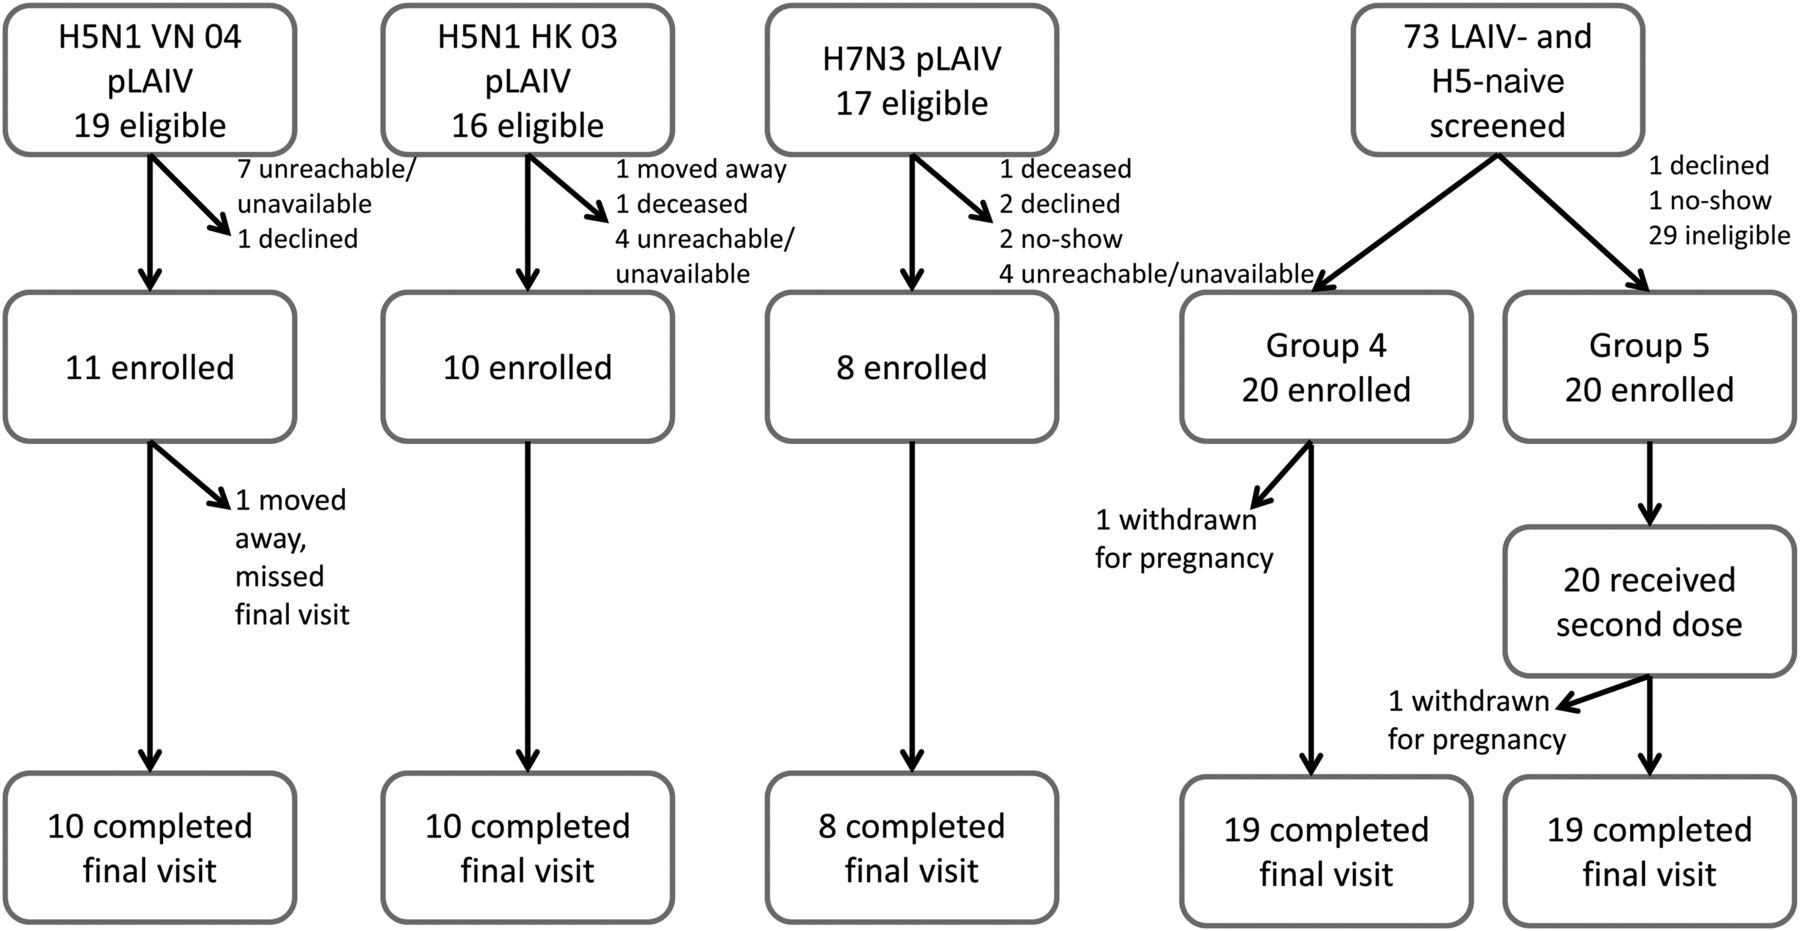 H5N1 VN 04
pLAIV
19 eligible
7 unreachable/
unavailable
1 declined
11 enrolled
1 moved
away,
missed
final visit
10 completed
final visit
H5N1 HK 03
pLAIV
16 eligible
1 moved away
1 deceased
4 unreachable/
unavailable
10 enrolled
10 completed
final visit
H7N3 pLAIV
17 eligible
1 deceased
2 declined
2 no-show
4 unreachable/unavailable
8 enrolled
8 completed
final visit
73 LAIV- and
H5-naive
screened
1 declined
1 no-show
29 ineligible
Group 4
20 enrolled
1 withdrawn
for pregnancy
19 completed
final visit
Group 5
20 enrolled
20 received
second dose
1 withdrawn
for pregnancy
19 completed
final visit